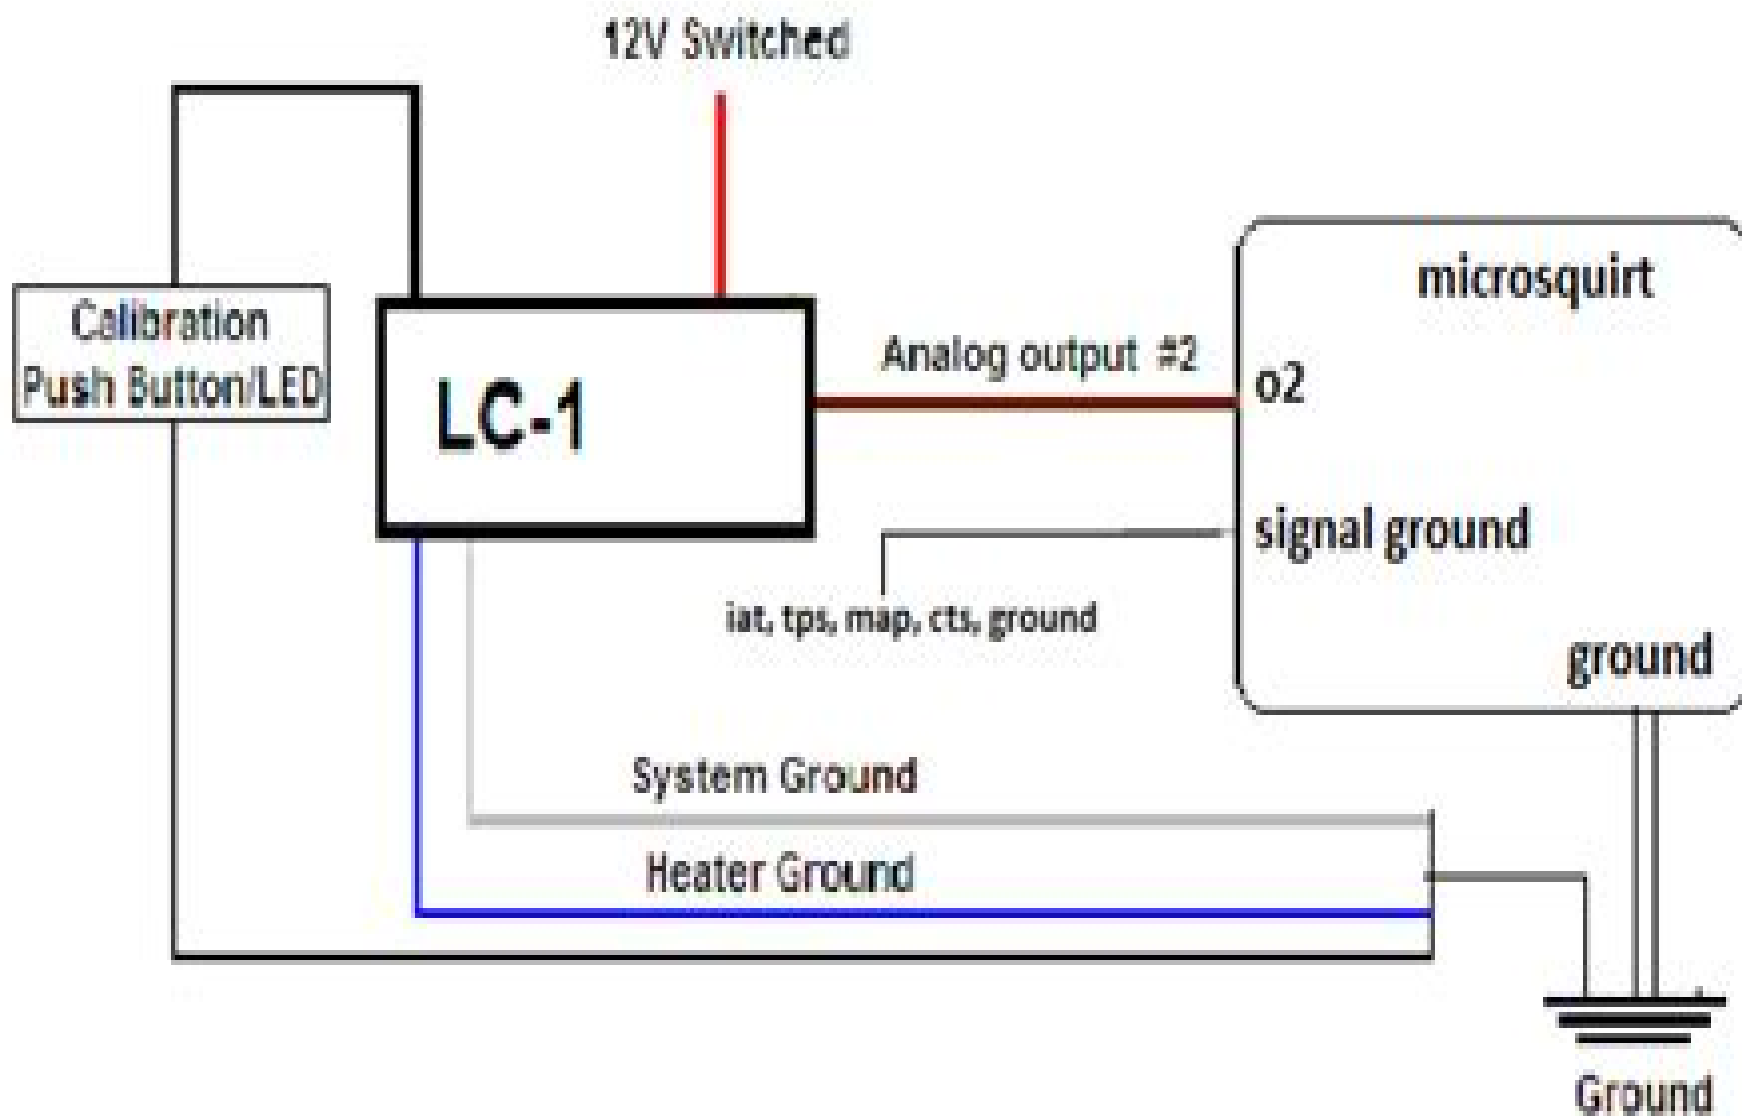 12V Switched
Calibration
Push Button/LED
LC-1
Analog output #2
microsquirt
o2
signal ground
iat, tps, map, cts, ground
ground
System Ground
Heater Ground
Ground